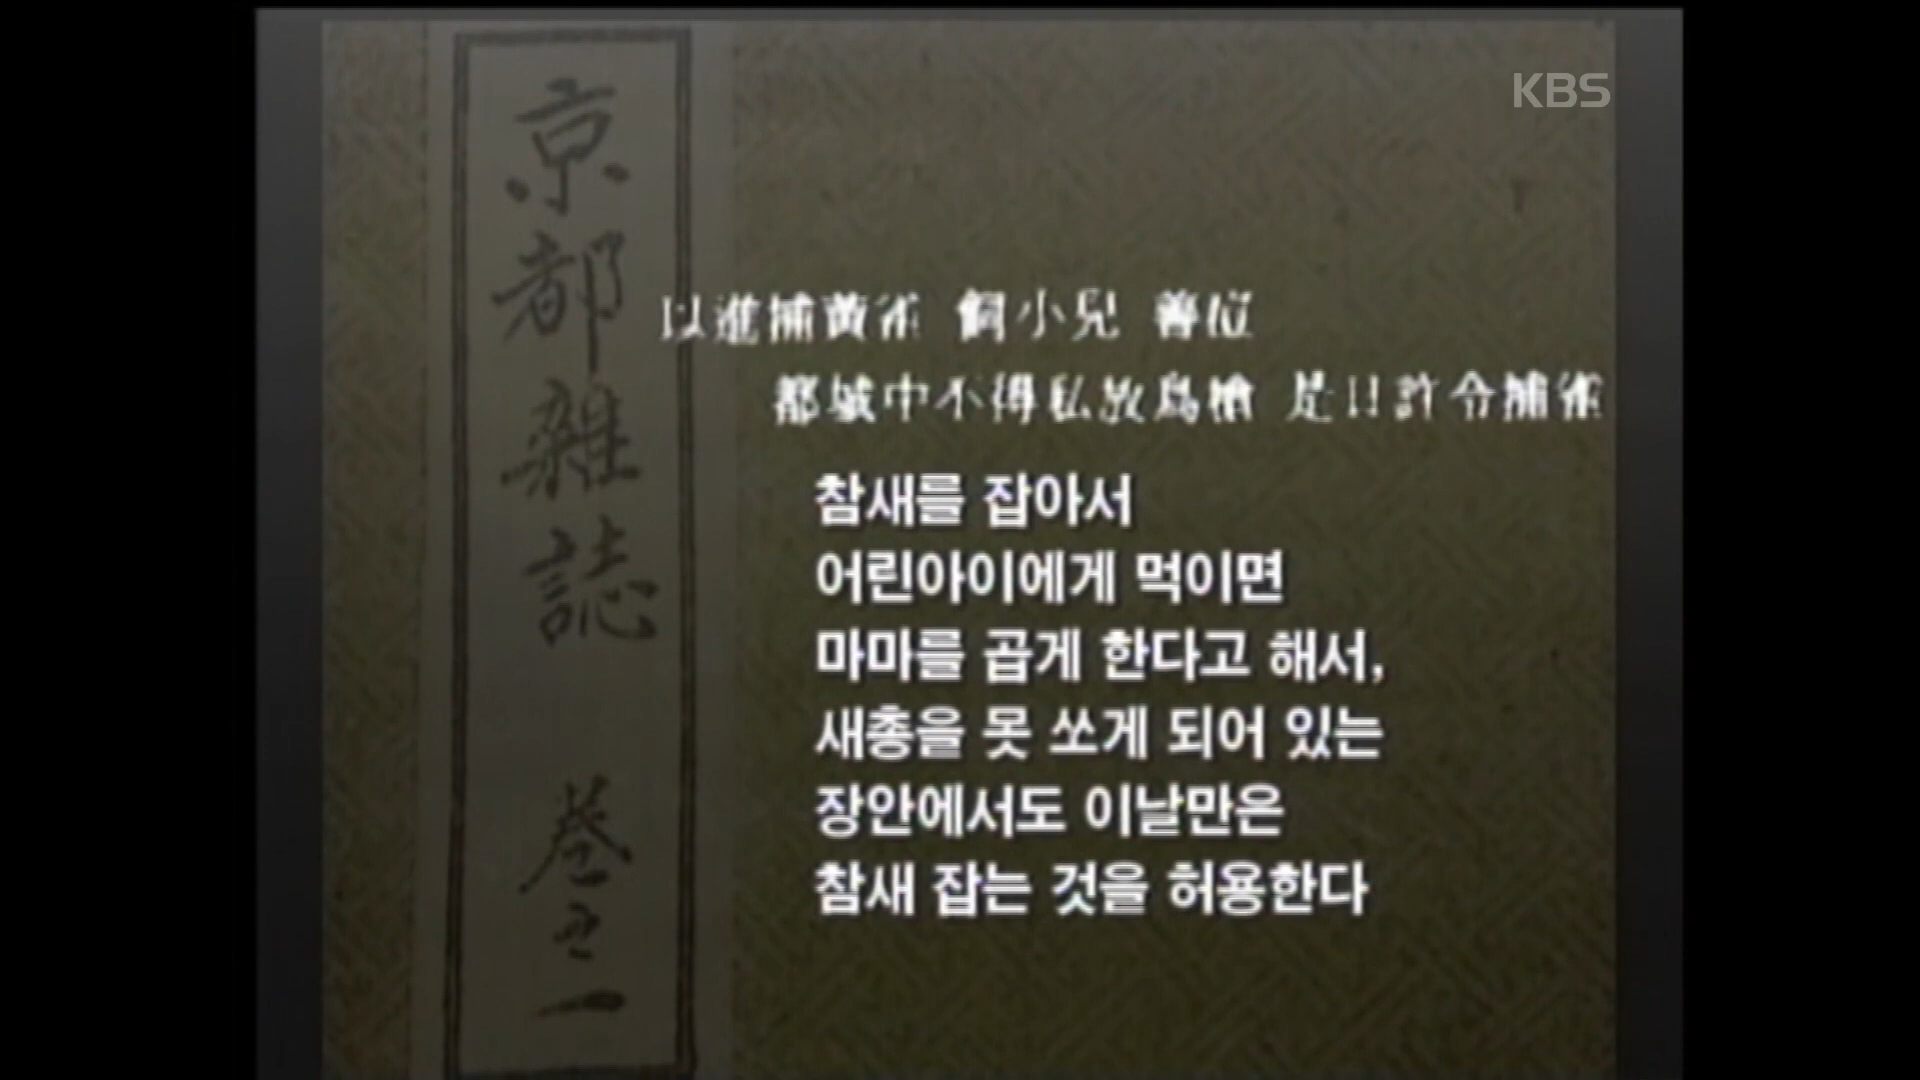 京都雜誌 卷之一
KBS
以進捕黃雀 飼小兒 善痘
都城中不得私放鳥槍 是日許令捕雀
참새를 잡아서
어린아이에게 먹이면
마마를 곱게 한다고 해서,
새총을 못 쏘게 되어 있는
장안에서도 이날만은
참새 잡는 것을 허용한다